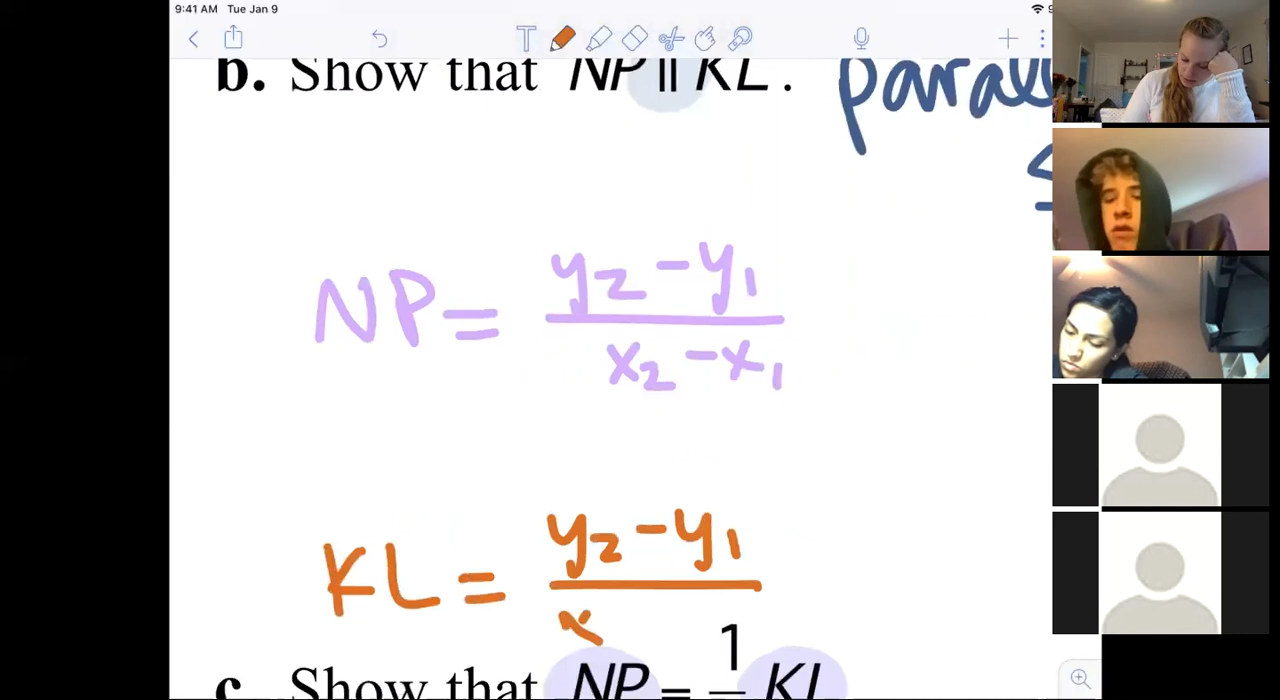 9:41 AM Tue Jan 9
b. Show that NP || KL.
NP = y2 - y1 / x2 - x1
KL = y2 - y1 / x
c. Show that NP = 1 KL